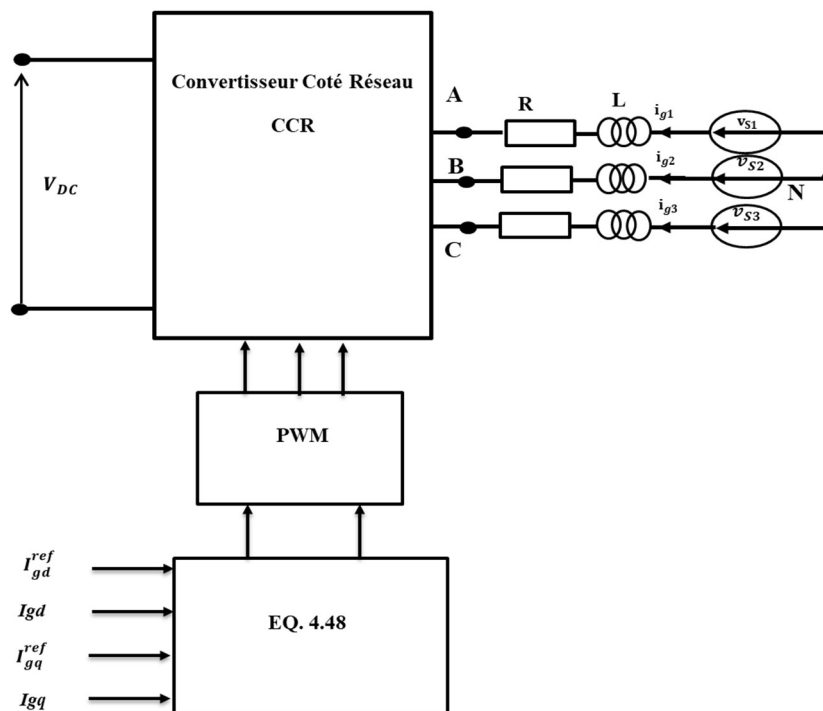 Convertisseur Coté Réseau
CCR
V_DC
A
R
L
i_g1
v_S1
B
i_g2
v_S2
N
C
i_g3
v_S3
PWM
I_gd^ref
Igd
I_gq^ref
Igq
EQ. 4.48